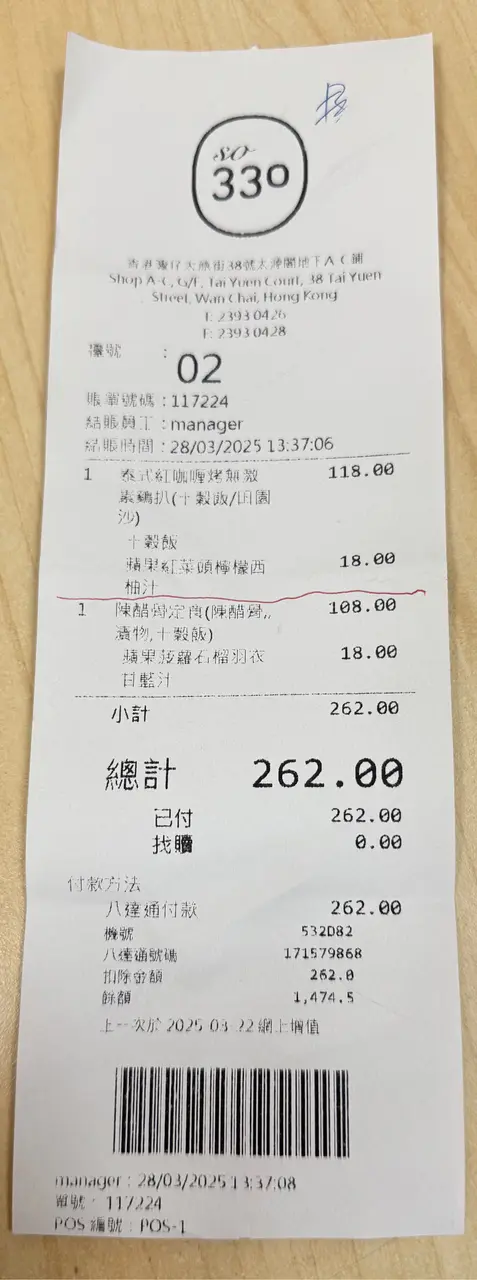 so
330
香港灣仔太原街38號太源閣地下A-C鋪
Shop A-C, G/F, Tai Yuen Court, 38 Tai Yuen
Street, Wan Chai, Hong Kong
T: 2393 0426
F: 2393 0428
檯號 :
02
賬單號碼 : 117224
結賬員工 : manager
結賬時間 : 28/03/2025 13:37:06
1 泰式紅咖喱烤無激 118.00
素鷄扒(十穀飯/田園
沙)
十穀飯
蘋果紅菜頭檸檬西 18.00
柚汁
1 陳醋骨定食(陳醋骨,, 108.00
漬物,十穀飯)
蘋果菠蘿石榴羽衣 18.00
甘藍汁
小計 262.00
總計 262.00
已付 262.00
找贖 0.00
付款方法
八達通付款 262.00
機號 532D82
八達通號碼 171579868
扣除金額 262.0
餘額 1,474.5
上一次於 2025-03-22 網上增值
manager : 28/03/2025 13:37:08
單號 : 117224
POS 編號 : POS-1